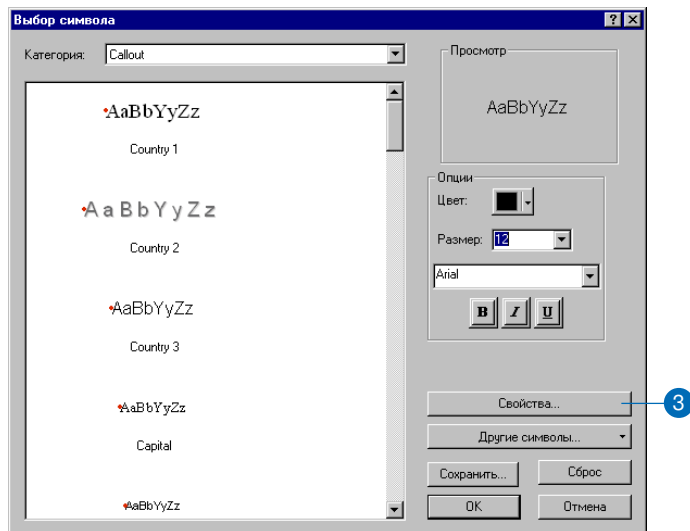 Выбор символа
Категория: Callout
AaBbYyZz
Country 1
AaBbYyZz
Country 2
AaBbYyZz
Country 3
AaBbYyZz
Capital
AaBbYyZz
Просмотр
AaBbYyZz
Опции
Цвет:
Размер: 12
Arial
B I U
Свойства...
3
Другие символы...
Сохранить... Сброс
OK Отмена